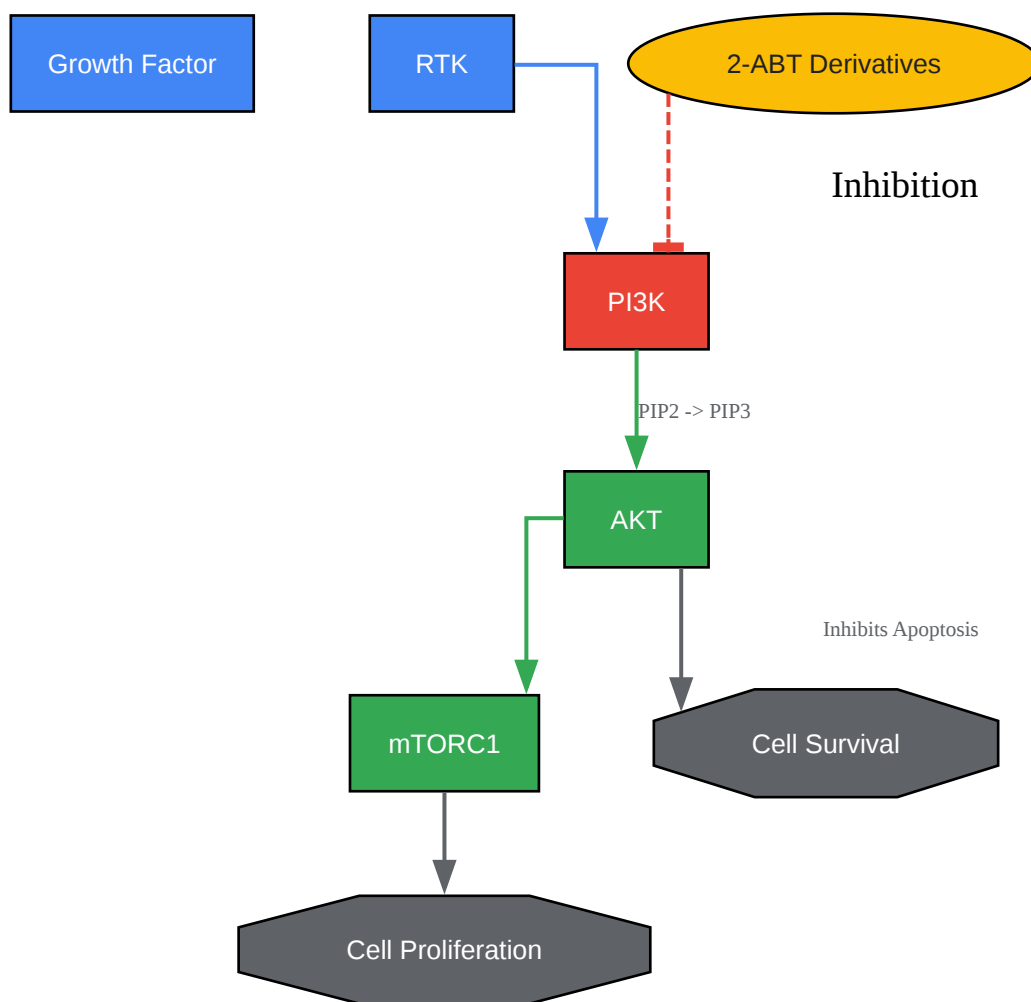 Growth Factor
RTK
2-ABT Derivatives
Inhibition
PI3K
PIP2 -> PIP3
AKT
Inhibits Apoptosis
mTORC1
Cell Survival
Cell Proliferation